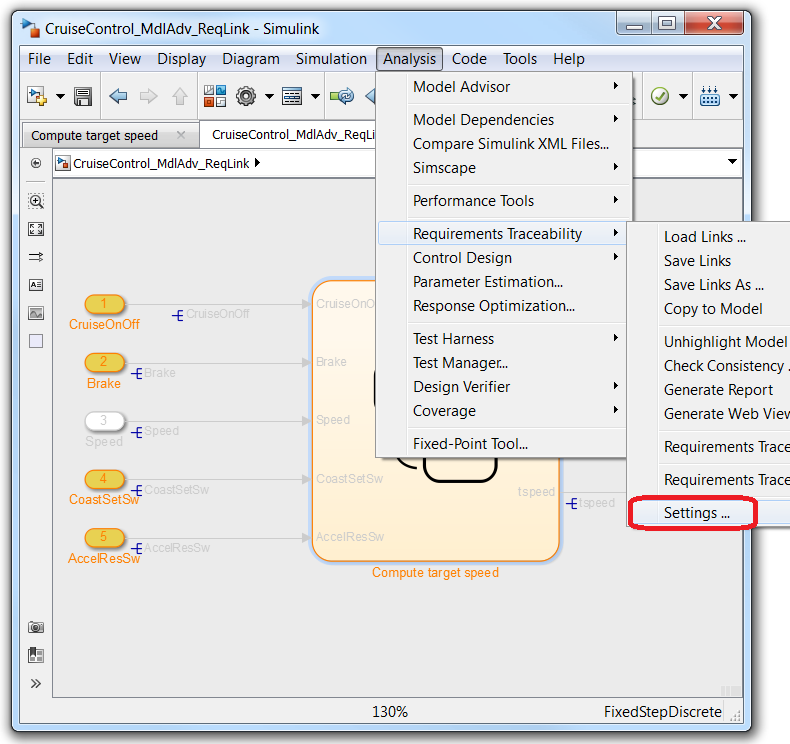 CruiseControl_MdlAdv_ReqLink - Simulink
File Edit View Display Diagram Simulation Analysis Code Tools Help
Compute target speed
CruiseControl_MdlAdv_ReqLi
CruiseControl_MdlAdv_ReqLink
Model Advisor
Model Dependencies
Compare Simulink XML Files...
Simscape
Performance Tools
Requirements Traceability
Control Design
Parameter Estimation...
Response Optimization...
Test Harness
Test Manager...
Design Verifier
Coverage
Fixed-Point Tool...
Load Links ...
Save Links
Save Links As ...
Copy to Model
Unhighlight Model
Check Consistency .
Generate Report
Generate Web View
Requirements Trace
Requirements Trace
Settings ...
1
CruiseOnOff
CruiseOnOff
CruiseOnO
2
Brake
Brake
Brake
3
Speed
Speed
Speed
4
CoastSetSw
CoastSetSw
CoastSetSw
5
AccelResSw
AccelResSw
AccelResSw
tspeed
tspeed
Compute target speed
130%
FixedStepDiscrete